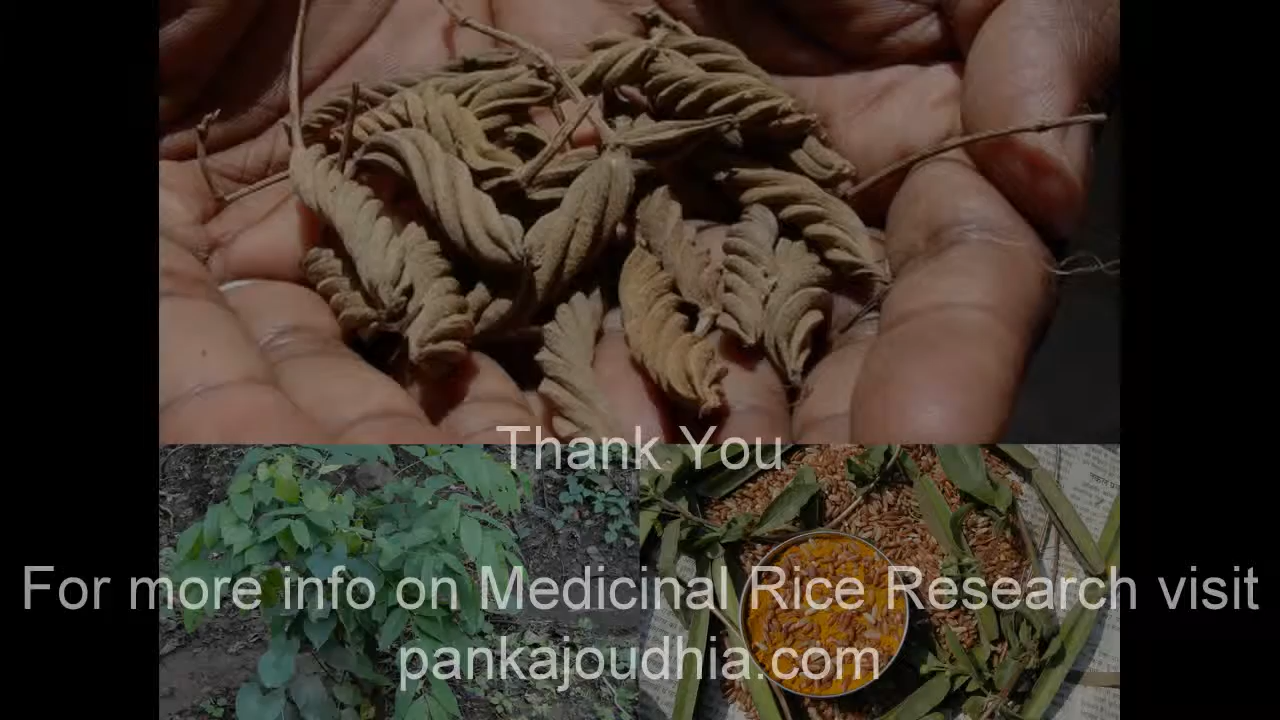 Thank You
For more info on Medicinal Rice Research visit
pankajoudhia.com